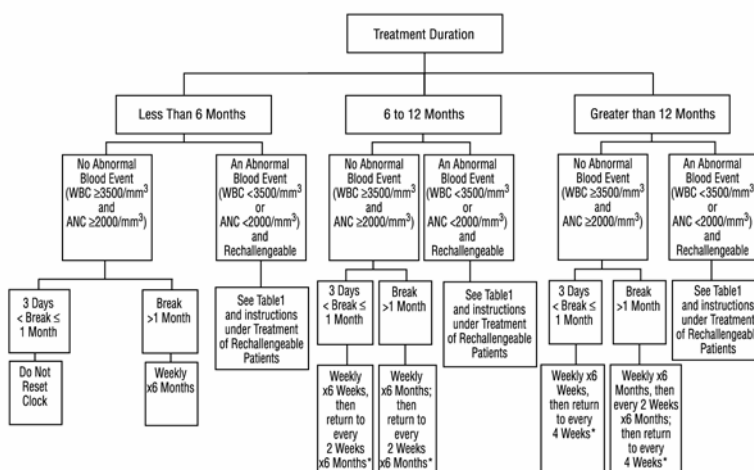 Treatment Duration
Less Than 6 Months
6 to 12 Months
Greater than 12 Months
No Abnormal
Blood Event
(WBC ≥3500/mm³
and
ANC ≥2000/mm³)
An Abnormal
Blood Event
(WBC <3500/mm³
or
ANC <2000/mm³)
and
Rechallengeable
No Abnormal
Blood Event
(WBC ≥3500/mm³
and
ANC ≥2000/mm³)
An Abnormal
Blood Event
(WBC <3500/mm³
or
ANC <2000/mm³)
and
Rechallengeable
No Abnormal
Blood Event
(WBC ≥3500/mm³
and
ANC ≥2000/mm³)
An Abnormal
Blood Event
(WBC <3500/mm³
or
ANC <2000/mm³)
and
Rechallengeable
3 Days
< Break ≤
1 Month
Break
>1 Month
See Table1
and instructions
under Treatment
of Rechallengeable
Patients
3 Days
< Break ≤
1 Month
Break
>1 Month
See Table1
and instructions
under Treatment
of Rechallengeable
Patients
3 Days
< Break ≤
1 Month
Break
>1 Month
See Table1
and instructions
under Treatment
of Rechallengeable
Patients
Do Not
Reset
Clock
Weekly
x6 Months
Weekly
x6 Weeks,
then
return to
every
2 Weeks
x6 Months*
Weekly
x6 Months;
then
return to
every
2 Weeks
x6 Months*
Weekly x6
Weeks,
then return
to every
4 Weeks*
Weekly x6
Months, then
every 2 Weeks
x6 Months;
then return
to every
4 Weeks*